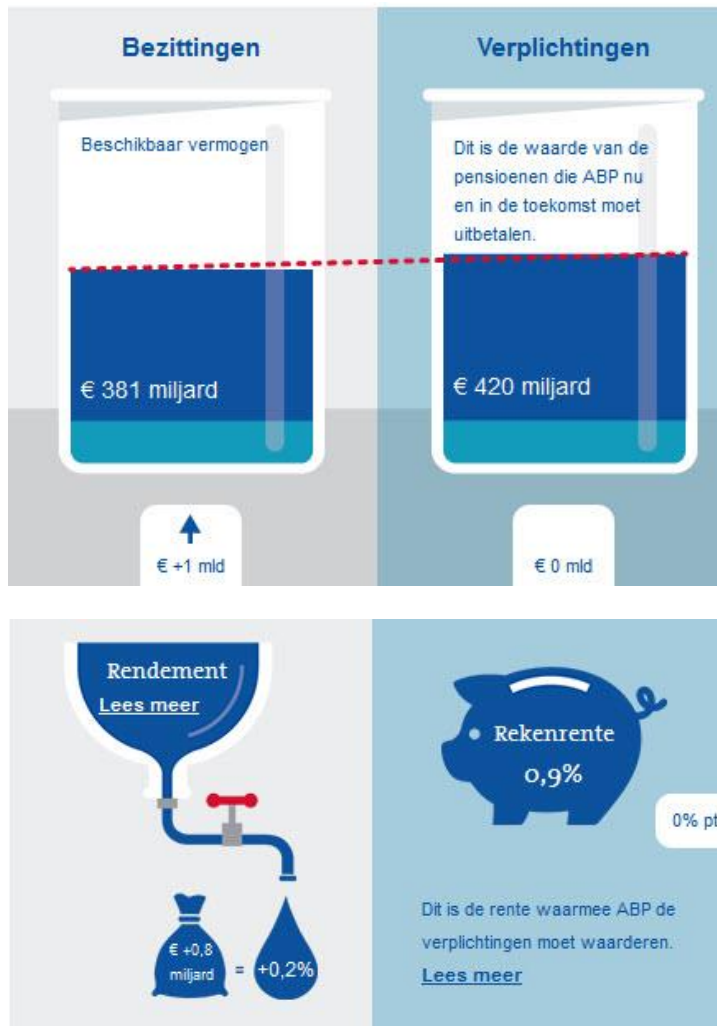 Bezittingen
Beschikbaar vermogen
€ 381 miljard
€ +1 mld
Verplichtingen
Dit is de waarde van de
pensioenen die ABP nu
en in de toekomst moet
uitbetalen.
€ 420 miljard
€ 0 mld
Rendement
Lees meer
€ +0,8
miljard
=
+0,2%
Rekenrente
0,9%
0% pt
Dit is de rente waarmee ABP de
verplichtingen moet waarderen.
Lees meer